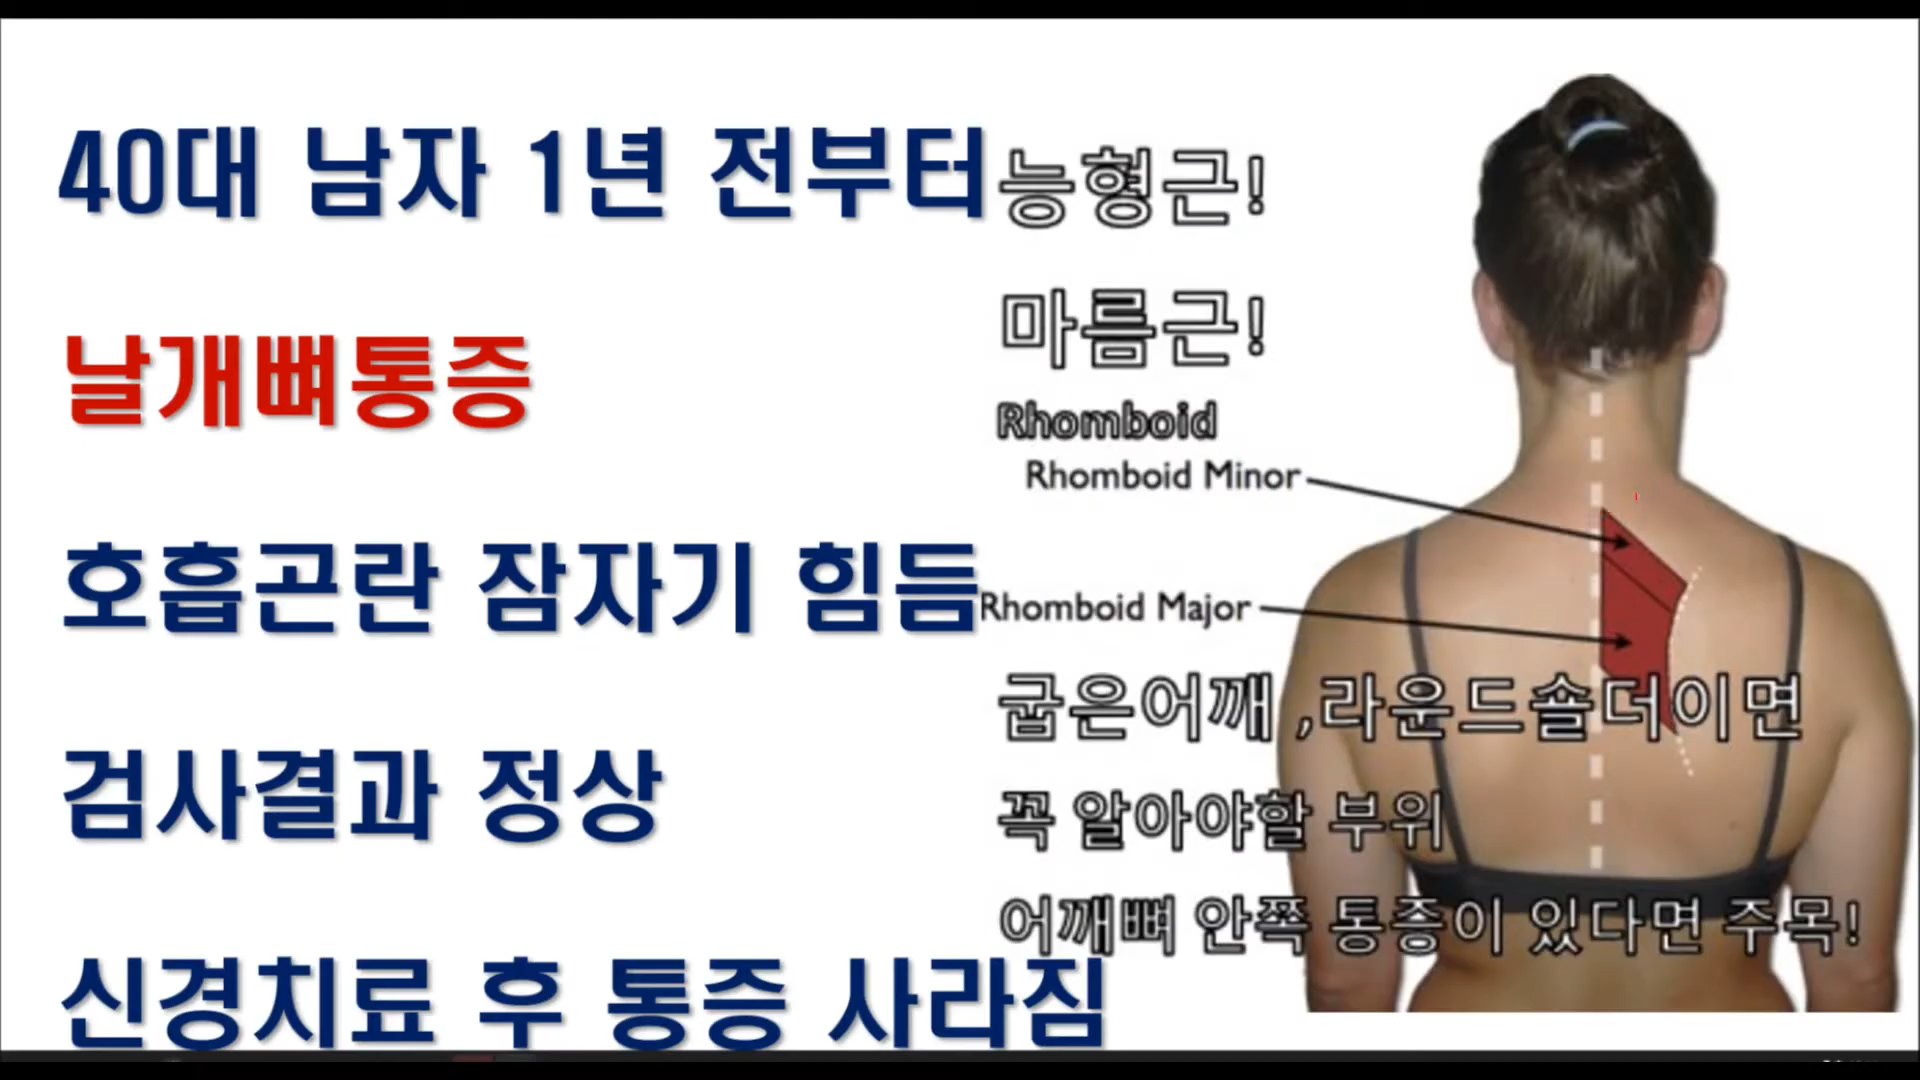 40대 남자 1년 전부터
날개뼈통증
호흡곤란 잠자기 힘듬
검사결과 정상
신경치료 후 통증 사라짐
능형근!
마름근!
Rhomboid
Rhomboid Minor
Rhomboid Major
굽은어깨 ,라운드숄더이면
꼭 알아야할 부위
어깨뼈 안쪽 통증이 있다면 주목!